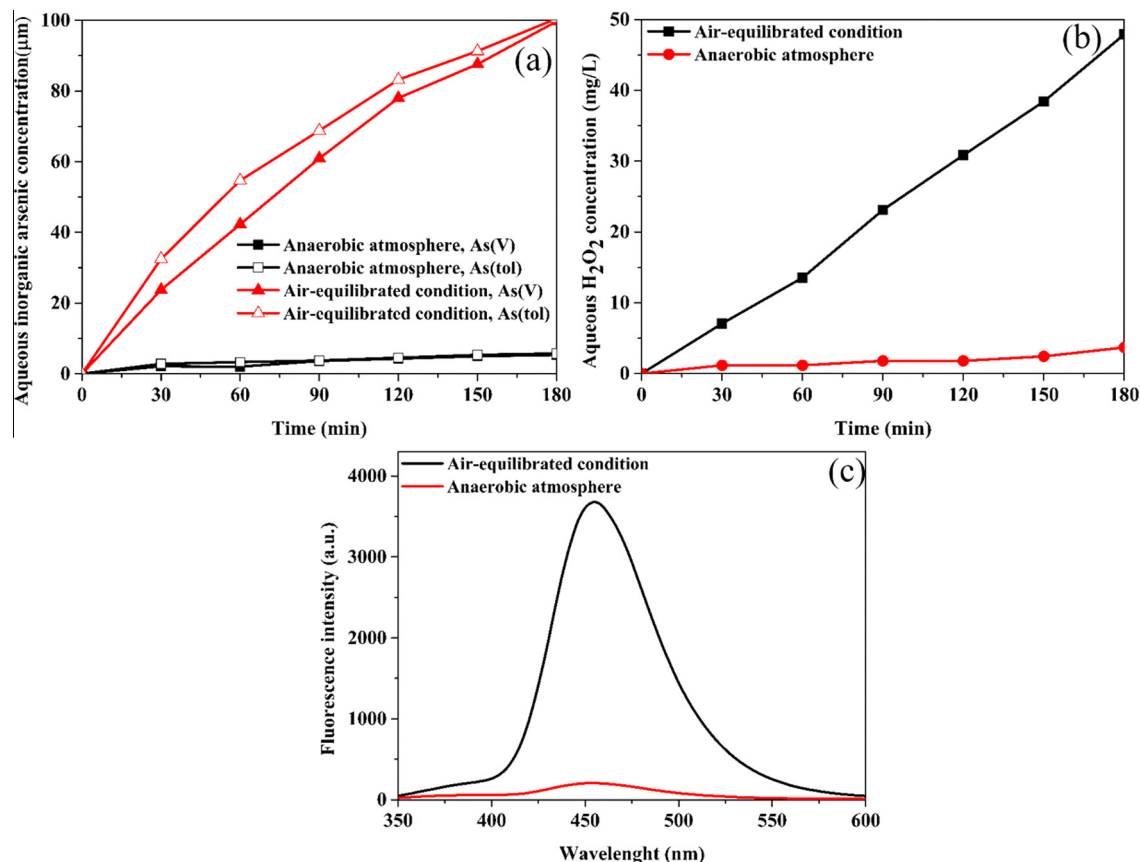 (a)
Aqueous inorganic arsenic concentration(μm)
100
80
60
40
20
0
Anaerobic atmosphere, As(V)
Anaerobic atmosphere, As(tol)
Air-equilibrated condition, As(V)
Air-equilibrated condition, As(tol)
0 30 60 90 120 150 180
Time (min)
(b)
Aqueous H₂O₂ concentration (mg/L)
50
40
30
20
10
0
Air-equilibrated condition
Anaerobic atmosphere
0 30 60 90 120 150 180
Time (min)
(c)
Fluorescence intensity (a.u.)
4000
3000
2000
1000
0
Air-equilibrated condition
Anaerobic atmosphere
350 400 450 500 550 600
Wavelenght (nm)